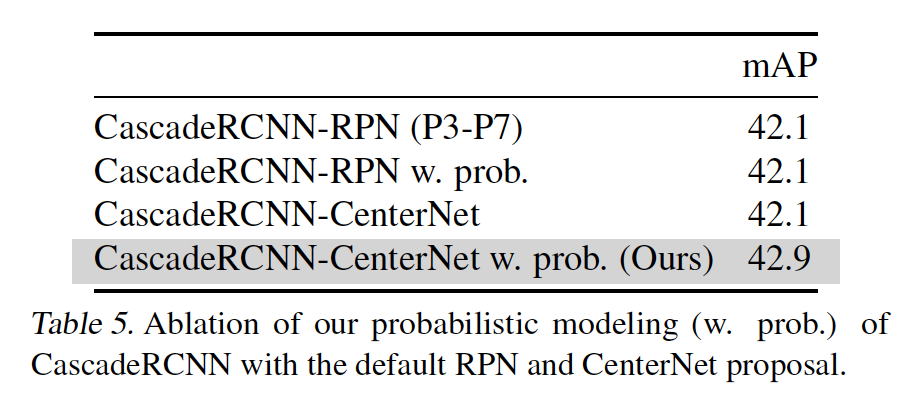 mAP
CascadeRCNN-RPN (P3-P7) 42.1
CascadeRCNN-RPN w. prob. 42.1
CascadeRCNN-CenterNet 42.1
CascadeRCNN-CenterNet w. prob. (Ours) 42.9
Table 5. Ablation of our probabilistic modeling (w. prob.) of
CascadeRCNN with the default RPN and CenterNet proposal.